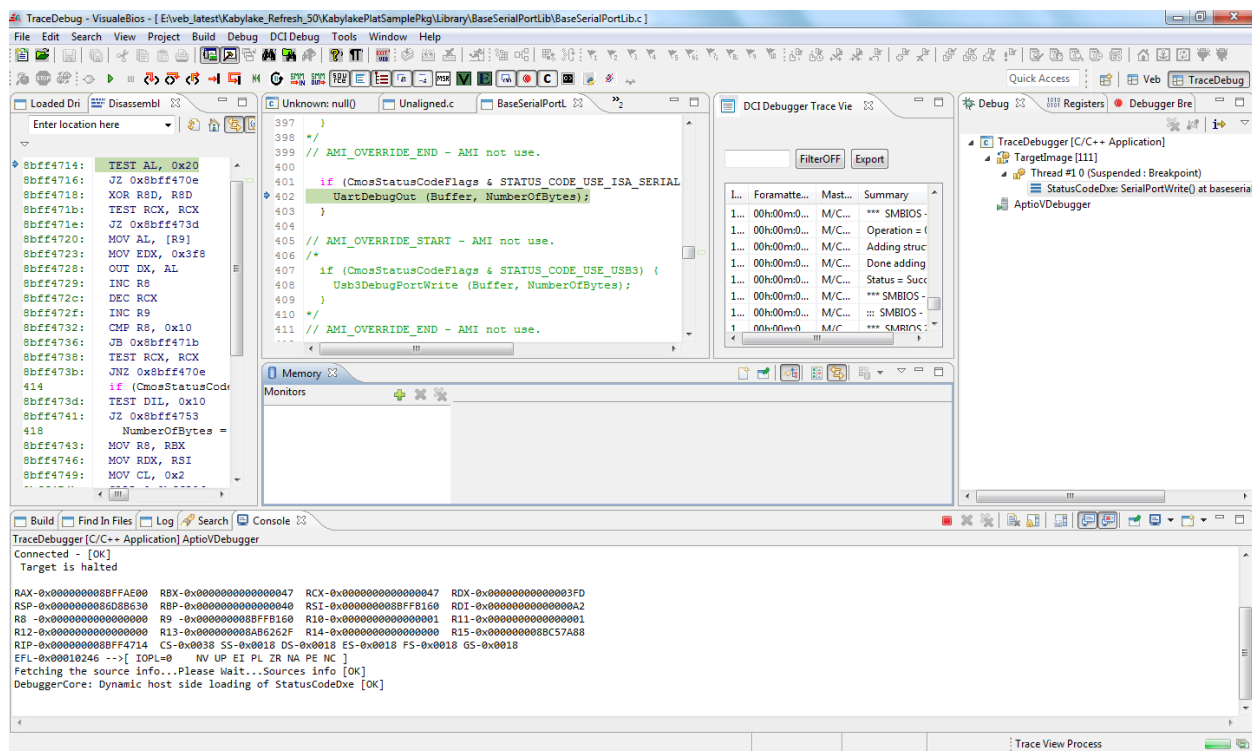 TraceDebug - VisualeBios - [ E:\veb_latest\Kabylake_Refresh_50\KabylakePlatSamplePkg\Library\BaseSerialPortLib\BaseSerialPortLib.c ]
File Edit Search View Project Build Debug DCI Debug Tools Window Help
Quick Access Veb TraceDebug
Loaded Dri Disassembl
Enter location here
8bff4714: TEST AL, 0x20
8bff4716: JZ 0x8bff470e
8bff4718: XOR R8D, R8D
8bff471b: TEST RCX, RCX
8bff471e: JZ 0x8bff473d
8bff4720: MOV AL, [R9]
8bff4723: MOV EDX, 0x3f8
8bff4728: OUT DX, AL
8bff4729: INC R8
8bff472c: DEC RCX
8bff472f: INC R9
8bff4732: CMP R8, 0x10
8bff4736: JB 0x8bff471b
8bff4738: TEST RCX, RCX
8bff473b: JNZ 0x8bff470e
414 if (CmosStatusCode
8bff473d: TEST DIL, 0x10
8bff4741: JZ 0x8bff4753
418 NumberOfBytes =
8bff4743: MOV R8, RBX
8bff4746: MOV RDX, RSI
8bff4749: MOV CL, 0x2
Unknown: null() Unaligned.c BaseSerialPortL »2
397 }
398 */
399 // AMI_OVERRIDE_END - AMI not use.
400
401 if (CmosStatusCodeFlags & STATUS_CODE_USE_ISA_SERIAL
402 UartDebugOut (Buffer, NumberOfBytes);
403 }
404
405 // AMI_OVERRIDE_START - AMI not use.
406 /*
407 if (CmosStatusCodeFlags & STATUS_CODE_USE_USB3) {
408 Usb3DebugPortWrite (Buffer, NumberOfBytes);
409 }
410 */
411 // AMI_OVERRIDE_END - AMI not use.
DCI Debugger Trace Vie
FilterOFF Export
I... Foramatte... Mast... Summary
1... 00h:00m:0... M/C... *** SMBIOS -
1... 00h:00m:0... M/C... Operation = (
1... 00h:00m:0... M/C... Adding struc
1... 00h:00m:0... M/C... Done adding
1... 00h:00m:0... M/C... Status = Succ
1... 00h:00m:0... M/C... *** SMBIOS -
1... 00h:00m:0... M/C... ::: SMBIOS -
Memory
Monitors
Debug Registers Debugger Bre
TraceDebugger [C/C++ Application]
TargetImage [111]
Thread #1 0 (Suspended : Breakpoint)
StatusCodeDxe: SerialPortWrite() at baseserial
AptioVDebugger
Build Find In Files Log Search Console
TraceDebugger [C/C++ Application] AptioVDebugger
Connected - [OK]
Target is halted
RAX-0x000000008BFFAE00 RBX-0x0000000000000047 RCX-0x0000000000000047 RDX-0x00000000000003FD
RSP-0x0000000086D8B630 RBP-0x0000000000000040 RSI-0x000000008BFFB160 RDI-0x00000000000000A2
R8 -0x0000000000000000 R9 -0x000000008BFFB160 R10-0x0000000000000001 R11-0x0000000000000001
R12-0x0000000000000000 R13-0x000000008AB6262F R14-0x0000000000000000 R15-0x000000008BC57A88
RIP-0x000000008BFF4714 CS-0x0038 SS-0x0018 DS-0x0018 ES-0x0018 FS-0x0018 GS-0x0018
EFL-0x00010246 -->[ IOPL=0 NV UP EI PL ZR NA PE NC ]
Fetching the source info...Please Wait...Sources info [OK]
DebuggerCore: Dynamic host side loading of StatusCodeDxe [OK]
Trace View Process